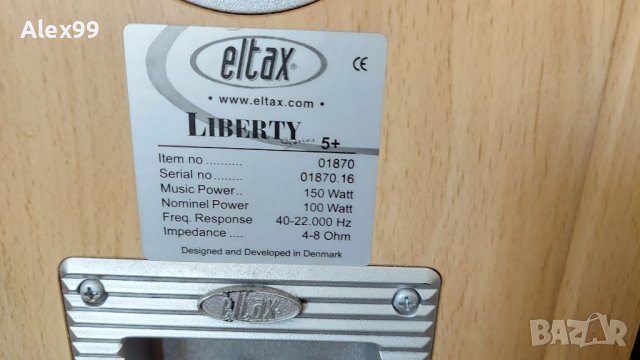 Alex99
eltax®
CE
• www.eltax.com •
LIBERTY
Series 5+
Item no .......... 01870
Serial no ........ 01870.16
Music Power.. 150 Watt
Nominel Power 100 Watt
Freq. Response 40-22.000 Hz
Impedance .... 4-8 Ohm
Designed and Developed in Denmark
eltax
BAZAR